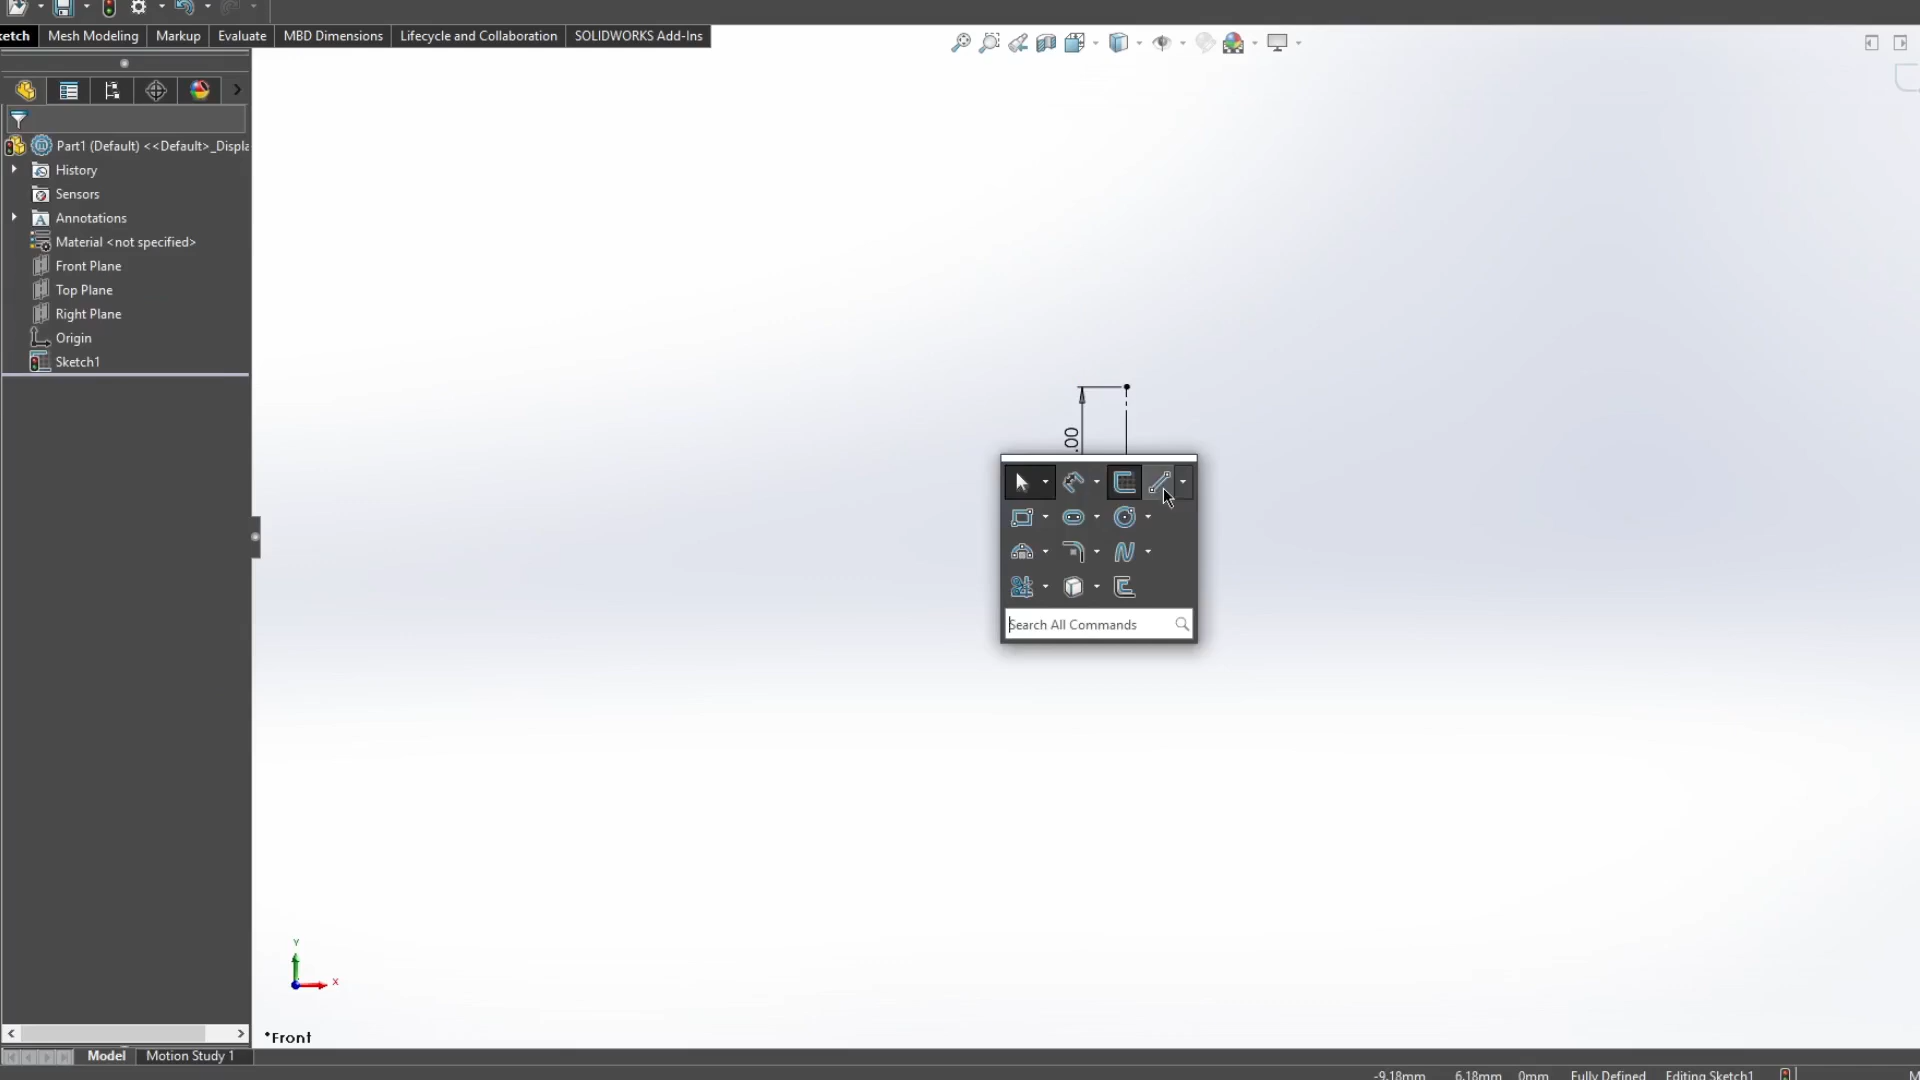 ketch Mesh Modeling Markup Evaluate MBD Dimensions Lifecycle and Collaboration SOLIDWORKS Add-Ins
Part1 (Default) <<Default>_Displa
History
Sensors
Annotations
Material <not specified>
Front Plane
Top Plane
Right Plane
Origin
Sketch1
.00
Search All Commands
Y
X
*Front
Model Motion Study 1
-9.18mm 6.18mm 0mm Fully Defined Editing Sketch1 M